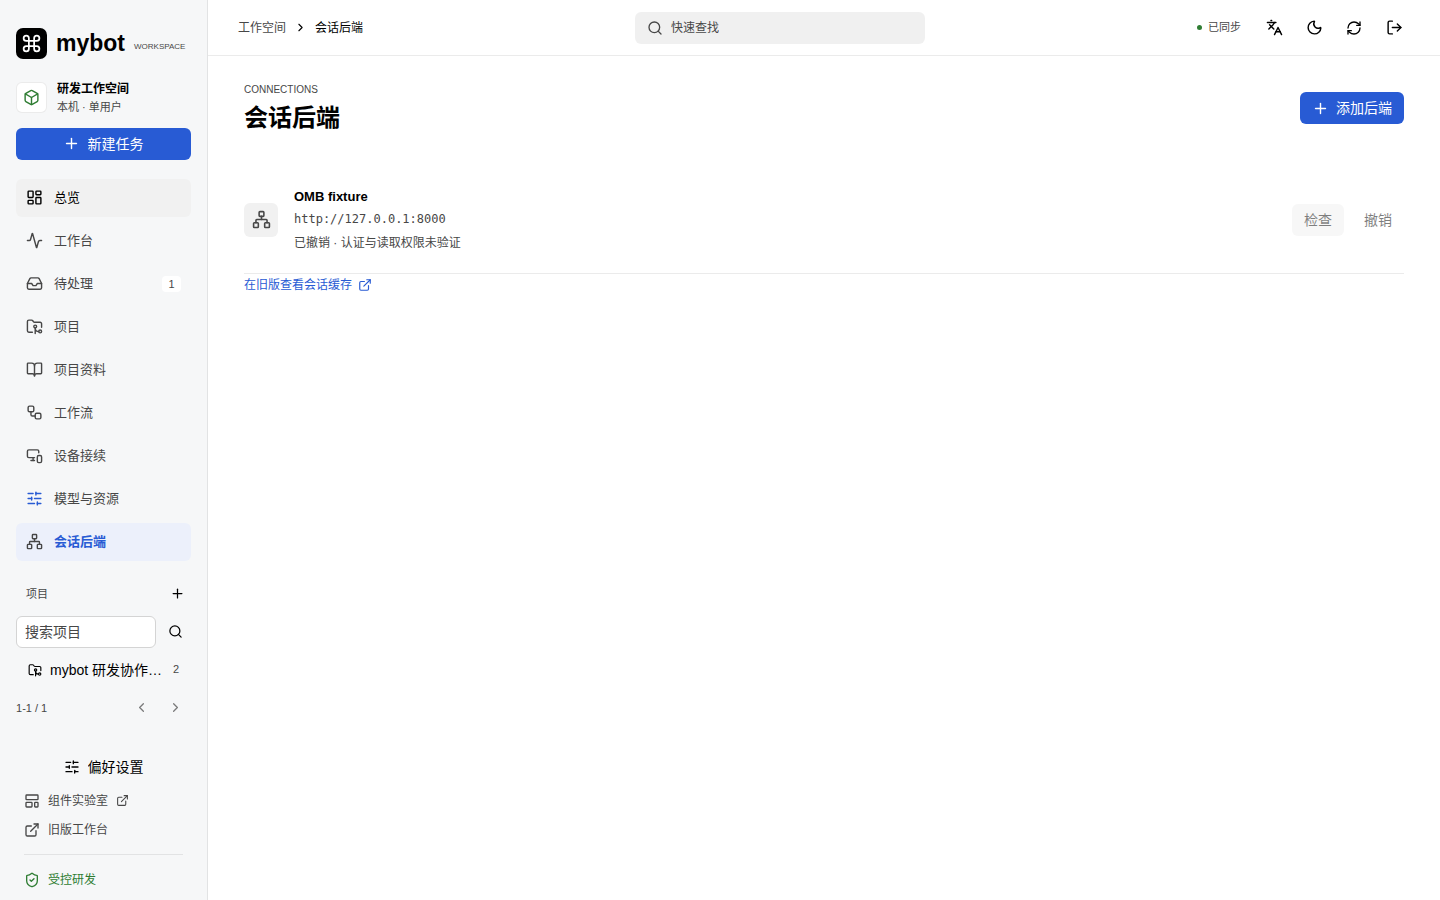 mybot WORKSPACE
研发工作空间
本机 · 单用户
新建任务
总览
工作台
待处理 1
项目
项目资料
工作流
设备接续
模型与资源
会话后端
项目
搜索项目
mybot 研发协作… 2
1-1 / 1
偏好设置
组件实验室
旧版工作台
受控研发
工作空间 会话后端
快速查找
已同步
CONNECTIONS
会话后端
添加后端
OMB fixture
http://127.0.0.1:8000
已撤销 · 认证与读取权限未验证
检查 撤销
在旧版查看会话缓存